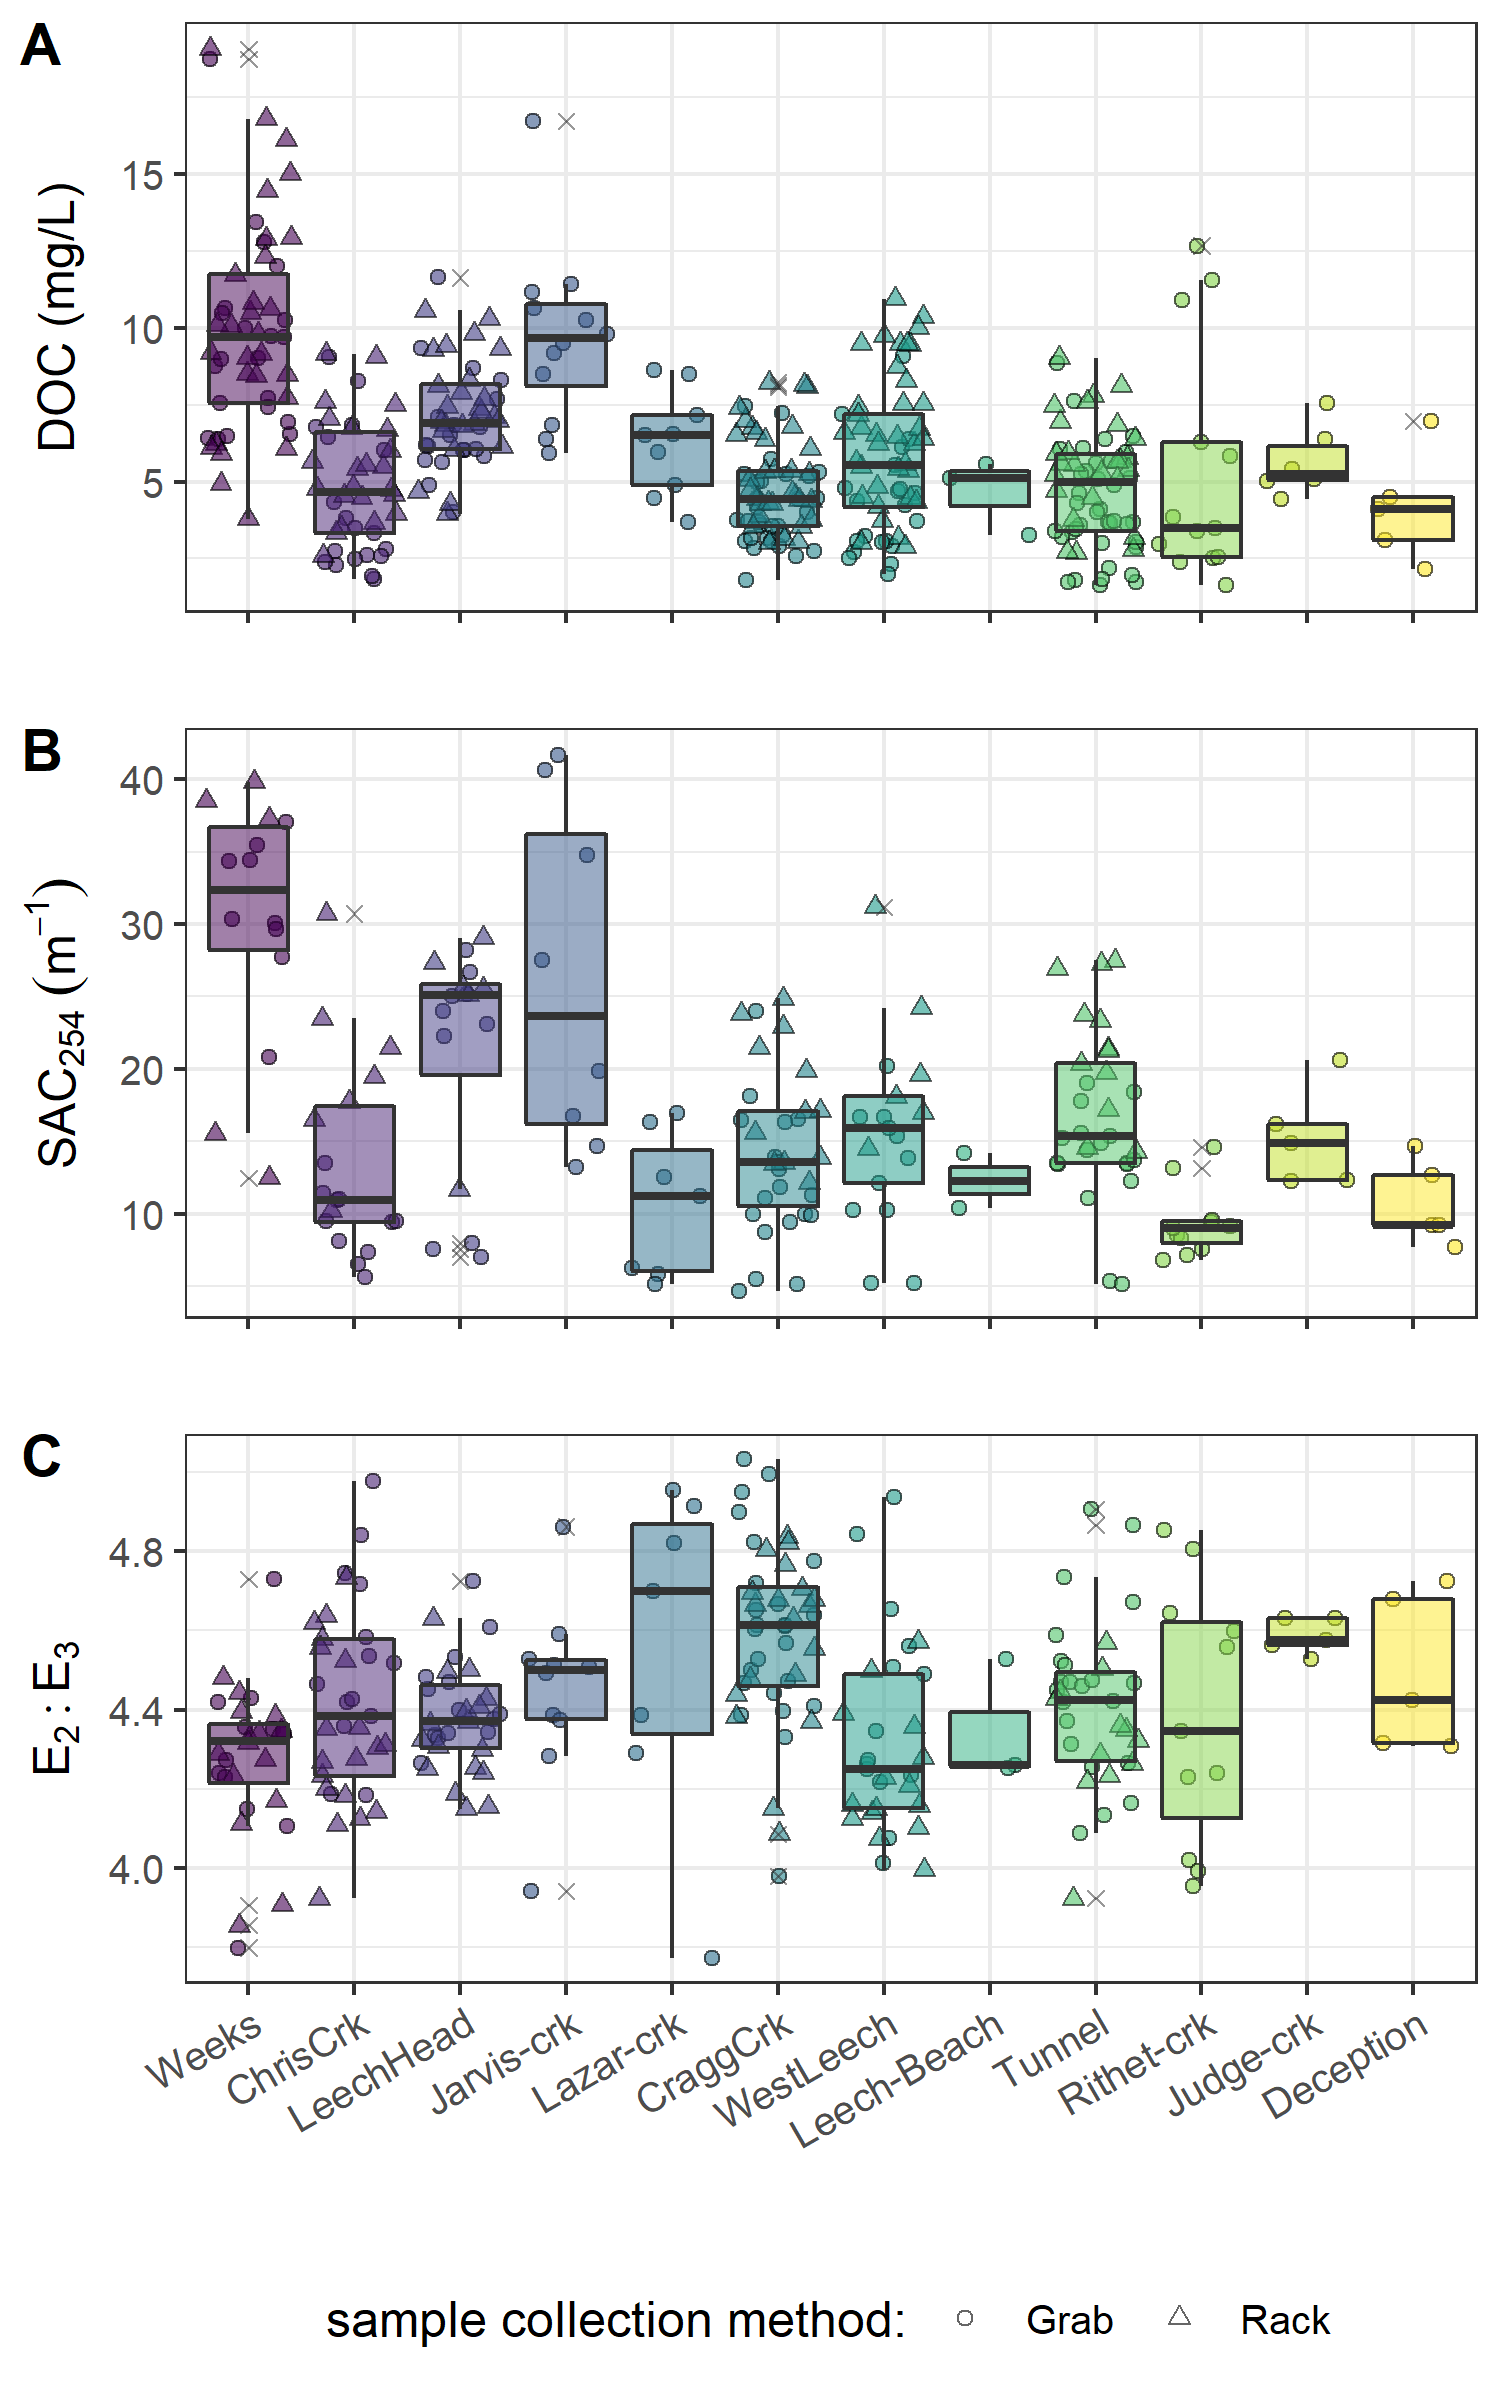 A
DOC (mg/L)
15
10
5
B
SAC₂₅₄ (m⁻¹)
40
30
20
10
C
E₂ : E₃
4.8
4.4
4.0
Weeks
ChrisCrk
LeechHead
Jarvis-crk
Lazar-crk
CraggCrk
WestLeech
Leech-Beach
Tunnel
Rithet-crk
Judge-crk
Deception
sample collection method: Grab Rack